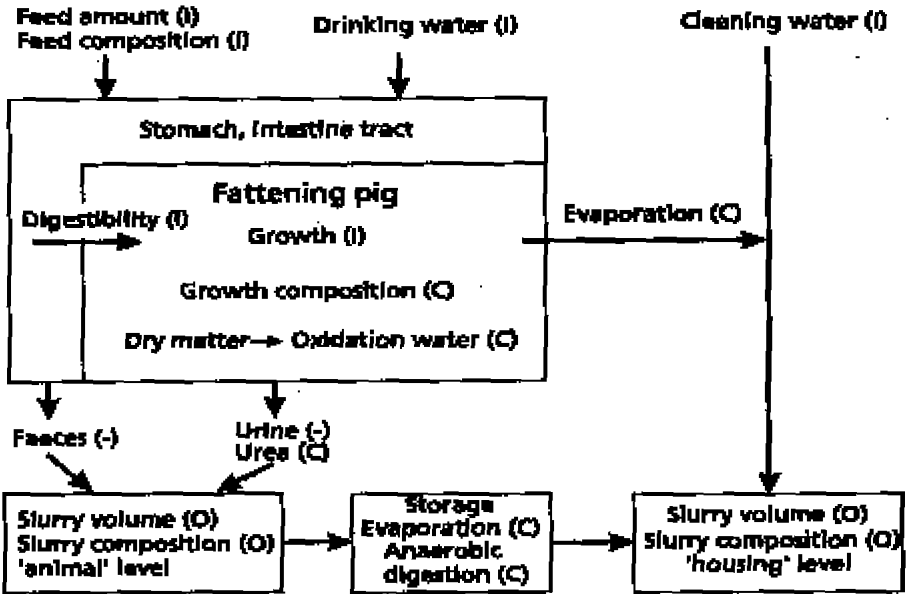 Feed amount (I)
Feed composition (I)
Drinking water (I)
Cleaning water (I)
Stomach, intestine tract
Fattening pig
Digestibility (I)
Evaporation (C)
Growth (I)
Growth composition (C)
Dry matter → Oxidation water (C)
Faeces (-)
Urine (-)
Urea (C)
Slurry volume (O)
Slurry composition (O)
'animal' level
Storage
Evaporation (C)
Anaerobic
digestion (C)
Slurry volume (O)
Slurry composition (O)
'housing' level